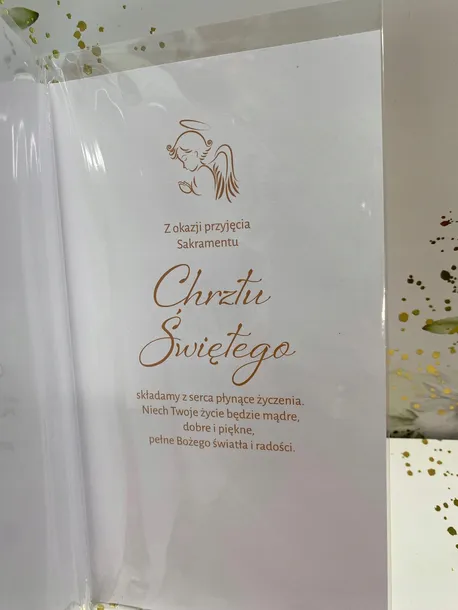 Z okazji przyjęcia
Sakramentu
Chrztu
Świętego
składamy z serca płynące życzenia.
Niech Twoje życie będzie mądre,
dobre i piękne,
pełne Bożego światła i radości.